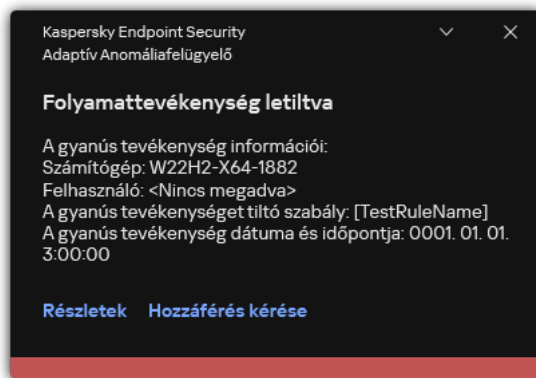 Kaspersky Endpoint Security
Adaptív Anomáliafelügyelő
Folyamattevékenység letiltva
A gyanús tevékenység információi:
Számítógép: W22H2-X64-1882
Felhasználó: <Nincs megadva>
A gyanús tevékenységet tiltó szabály: [TestRuleName]
A gyanús tevékenység dátuma és időpontja: 0001. 01. 01.
3:00:00
Részletek Hozzáférés kérése